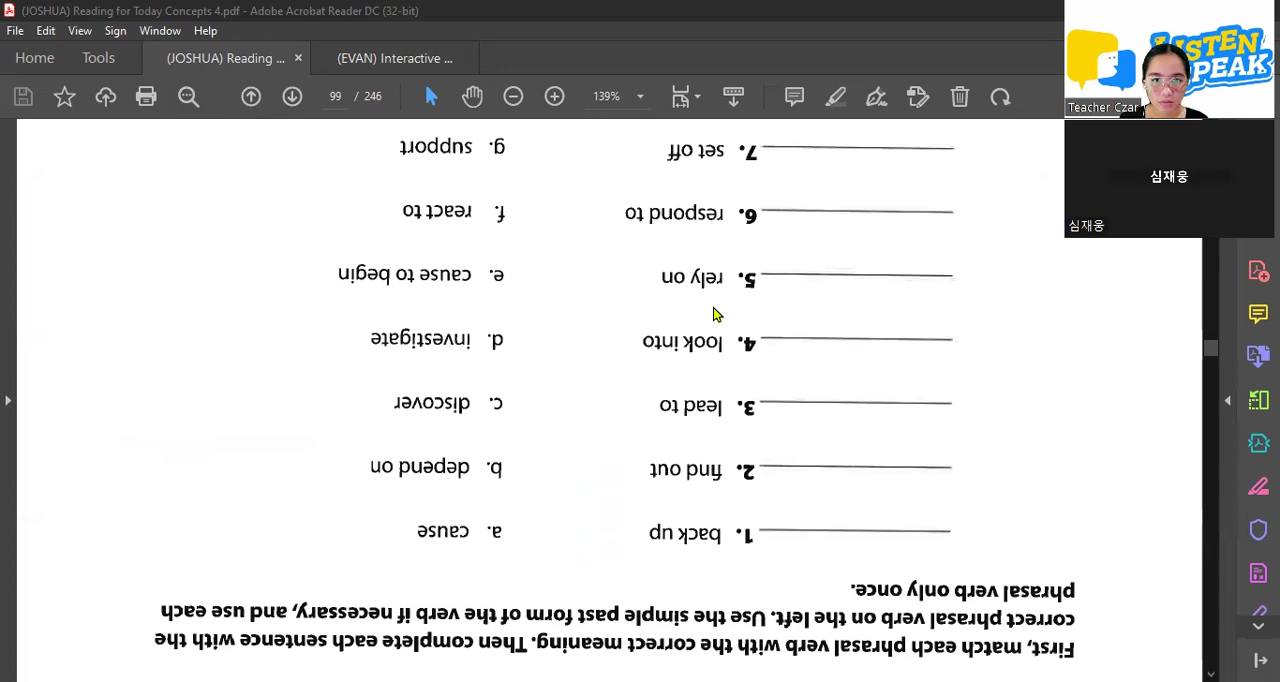 (JOSHUA) Reading for Today Concepts 4.pdf - Adobe Acrobat Reader DC (32-bit)
File Edit View Sign Window Help
Home Tools (JOSHUA) Reading ... × (EVAN) Interactive ...
99 / 246 139%
LISTEN
SPEAK
Teacher Czar
심재웅
심재웅
First, match each phrasal verb with the correct meaning. Then complete each sentence with the
correct phrasal verb on the left. Use the simple past form of the verb if necessary, and use each
phrasal verb only once.
1. back up a. cause
2. find out b. depend on
3. lead to c. discover
4. look into d. investigate
5. rely on e. cause to begin
6. respond to f. react to
7. set off g. support